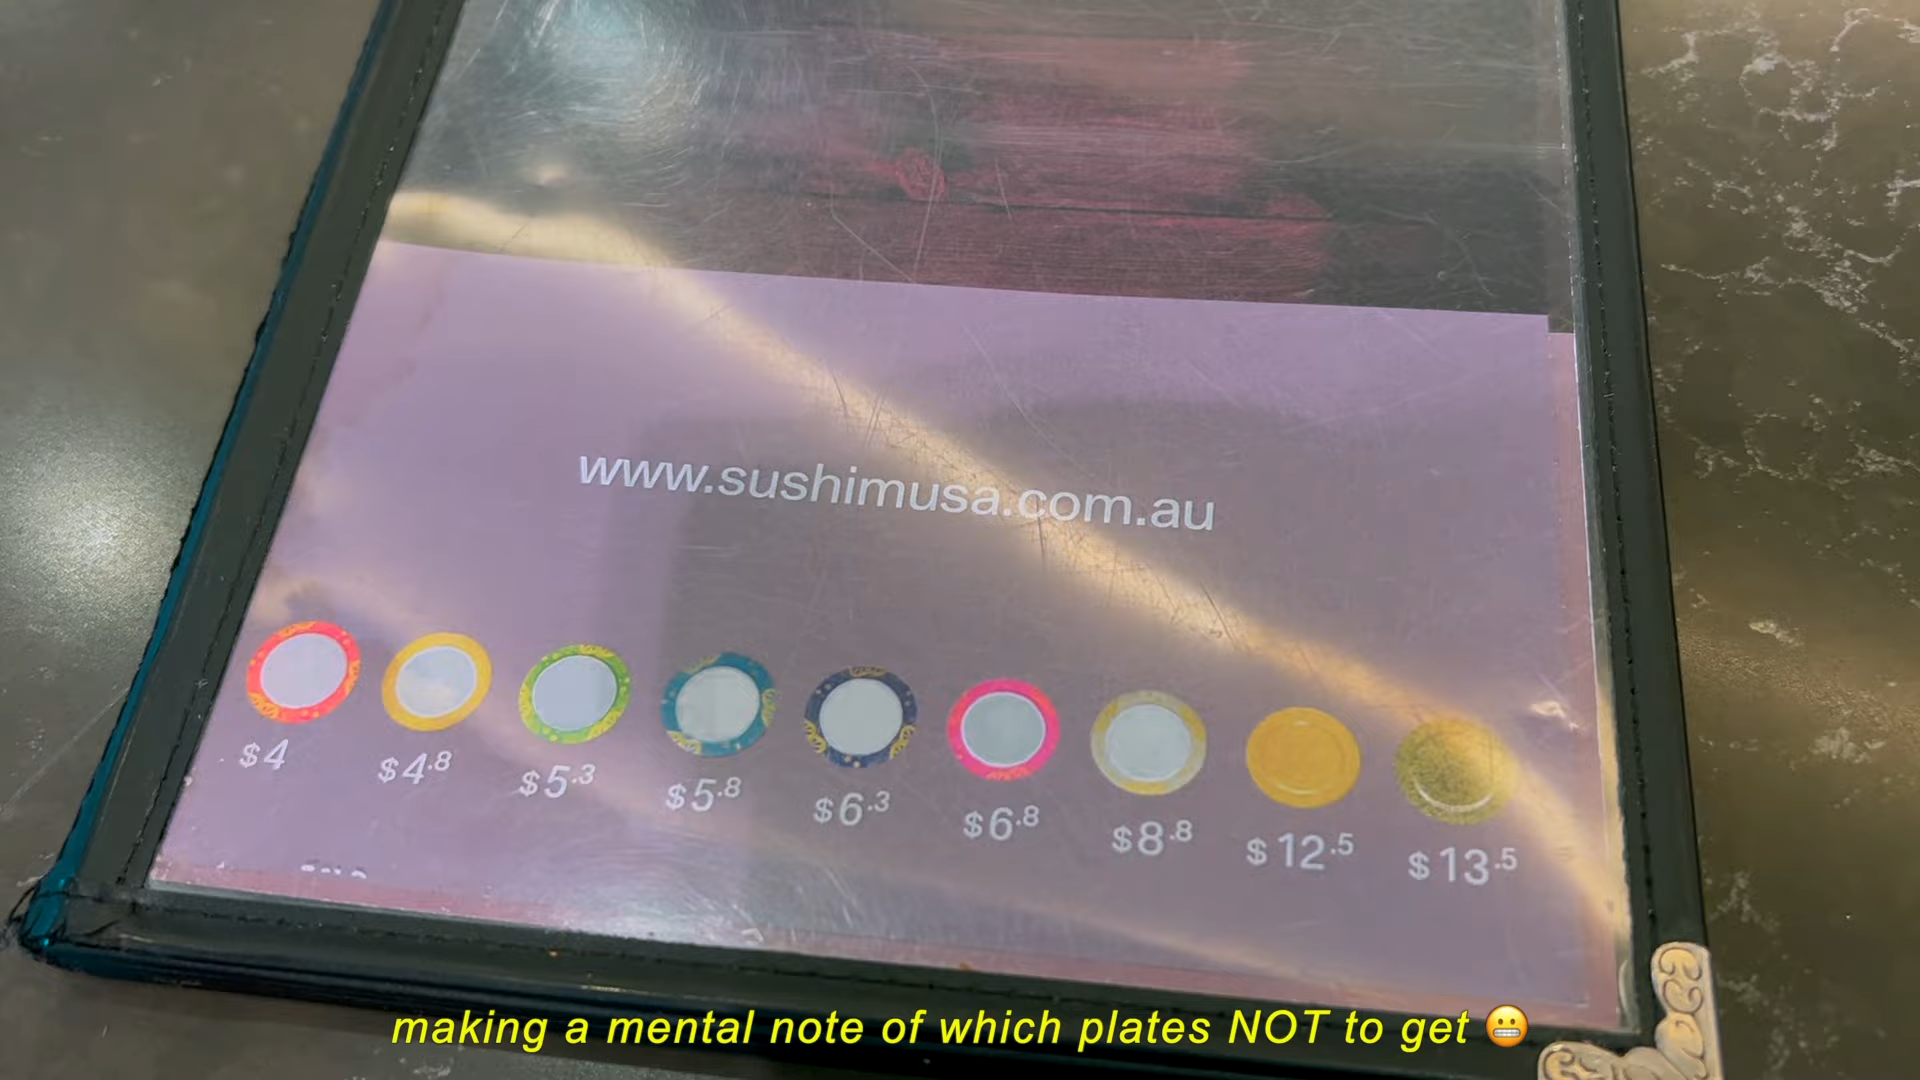 www.sushimusa.com.au
$4 $4.8 $5.3 $5.8 $6.3 $6.8 $8.8 $12.5 $13.5
making a mental note of which plates NOT to get 😬